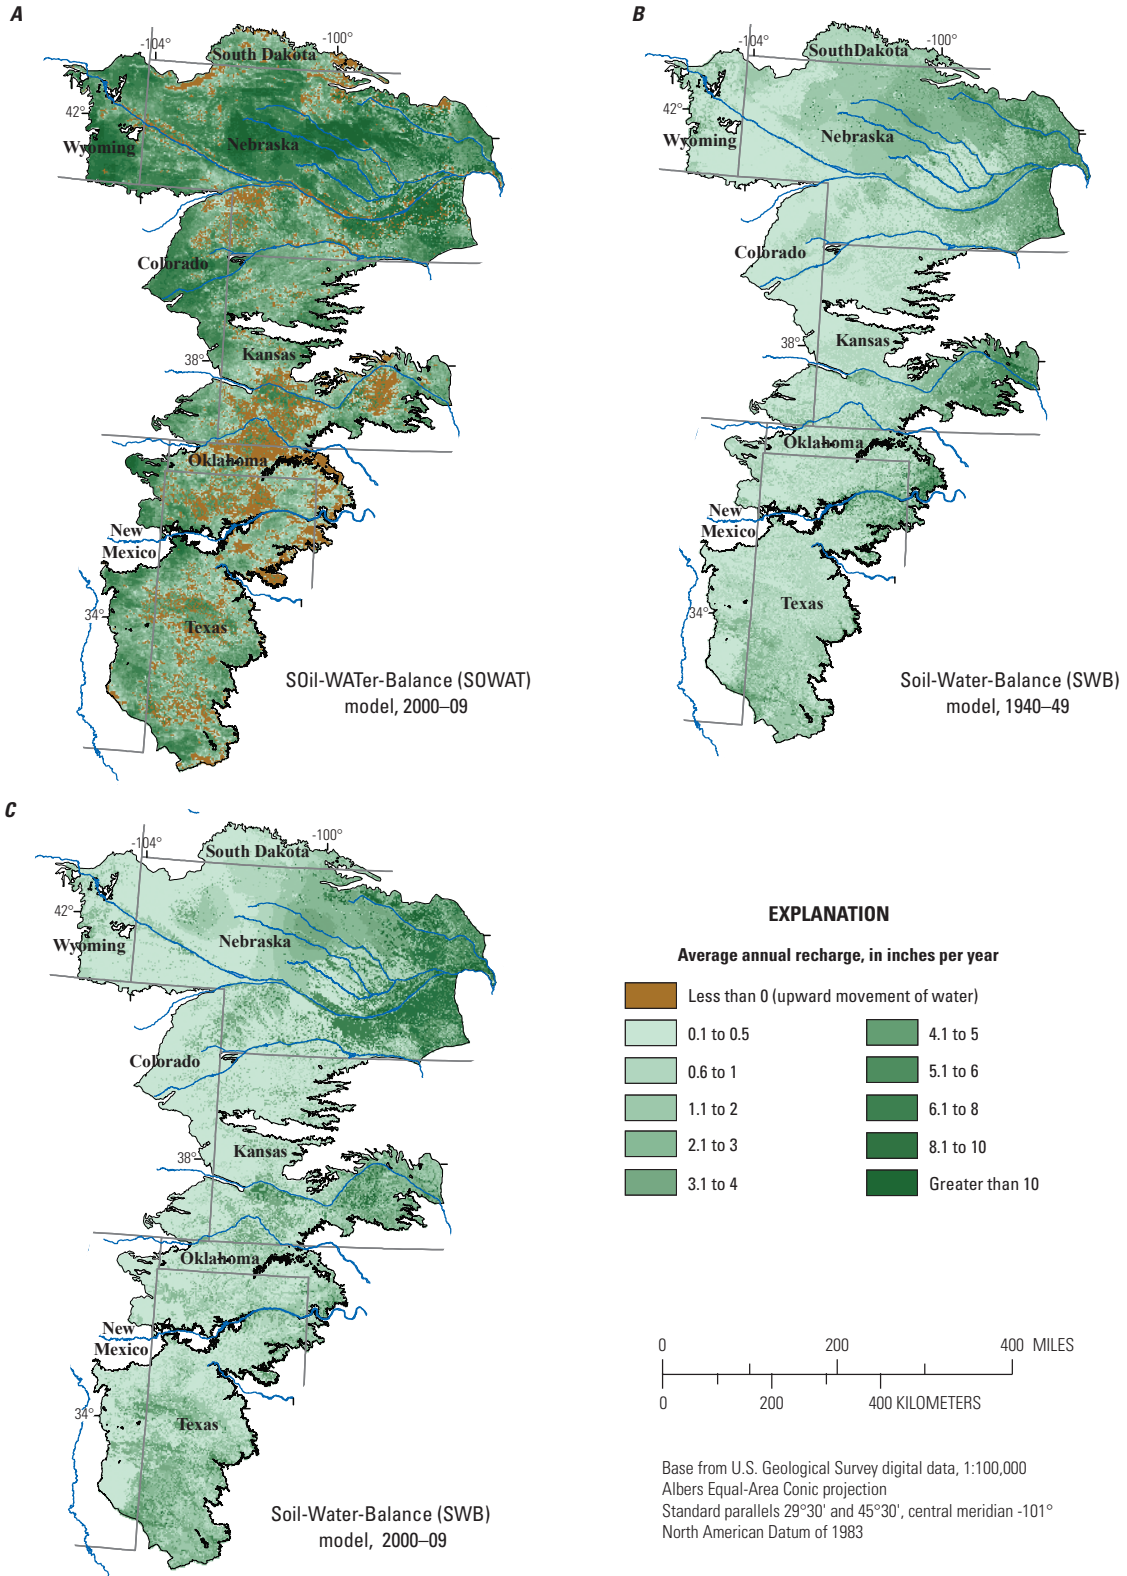 A
-104°
-100°
South Dakota
42°
Wyoming
Nebraska
Colorado
38°
Kansas
Oklahoma
New
Mexico
34°
Texas
SOil-WATer-Balance (SOWAT)
model, 2000–09
B
-104°
-100°
SouthDakota
42°
Wyoming
Nebraska
Colorado
38°
Kansas
Oklahoma
New
Mexico
34°
Texas
Soil-Water-Balance (SWB)
model, 1940–49
C
-104°
-100°
South Dakota
42°
Wyoming
Nebraska
Colorado
38°
Kansas
Oklahoma
New
Mexico
34°
Texas
Soil-Water-Balance (SWB)
model, 2000–09
EXPLANATION
Average annual recharge, in inches per year
Less than 0 (upward movement of water)
0.1 to 0.5
0.6 to 1
1.1 to 2
2.1 to 3
3.1 to 4
4.1 to 5
5.1 to 6
6.1 to 8
8.1 to 10
Greater than 10
0 200 400 MILES
0 200 400 KILOMETERS
Base from U.S. Geological Survey digital data, 1:100,000
Albers Equal-Area Conic projection
Standard parallels 29°30' and 45°30', central meridian -101°
North American Datum of 1983